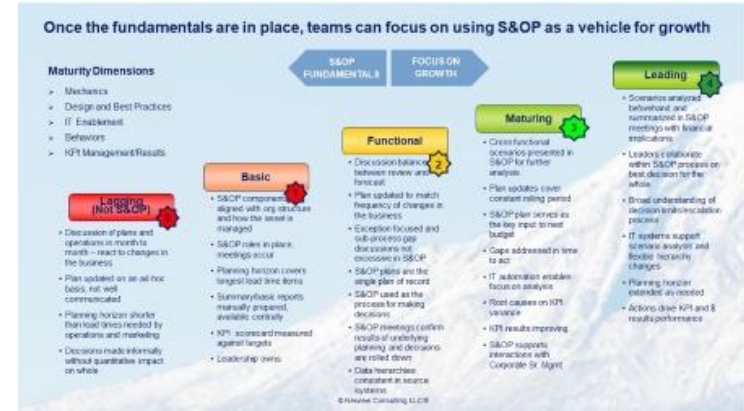 Once the fundamentals are in place, teams can focus on using S&OP as a vehicle for growth
S&OP
FUNDAMENTALS
FOCUS ON
GROWTH
Maturity Dimensions
Mechanics
Design and Best Practices
IT Enablement
Behaviors
KPI Management/Results
Lagging
(Not S&OP)
• Discussion of plans and
operations is month to
month – react to changes in
the business
• Plan updated on an ad hoc
basis, not well
communicated
• Planning horizon shorter
than lead times needed by
operations and marketing
• Decisions made informally
without quantitative impact
on whole
Basic
1
• S&OP components
aligned with org structure
and how the asset is
managed
• S&OP roles in place,
meetings occur
• Planning horizon covers
longest lead time items
• Summary/basic reports
manually prepared,
available centrally
• KPI scorecard measured
against targets
• Leadership owns
Functional
2
• Discussion balance
between review and
forecast
• Plan updated to match
frequency of changes in
the business
• Exception focused and
sub-process gap
discussions not
excessive in S&OP
• S&OP plans are the
single plan of record
• S&OP used as the
process for making
decisions
• S&OP meetings confirm
results of underlying
planning and decisions
are rolled down
• Data hierarchies
consistent in source
systems
Maturing
3
• Cross functional
scenarios presented in
S&OP for further
analysis
• Plan updates cover
constant rolling period
• S&OP plan serves as
the key input to next
budget
• Gaps addressed in time
to act
• IT automation enables
focus on analysis
• Root causes on KPI
variance
• KPI results improving
• S&OP supports
interactions with
Corporate Sr. Mgmt
Leading
4
• Scenarios analyzed
beforehand and
summarized in S&OP
meetings with financial
implications
• Leaders collaborate
within S&OP process on
best decision for the
whole
• Broad understanding of
decision limits/escalation
process
• IT systems support
scenario analysis and
flexible hierarchy
changes
• Planning horizon
extended as needed
• Actions drive KPI and $
results performance
Consulting LLC®